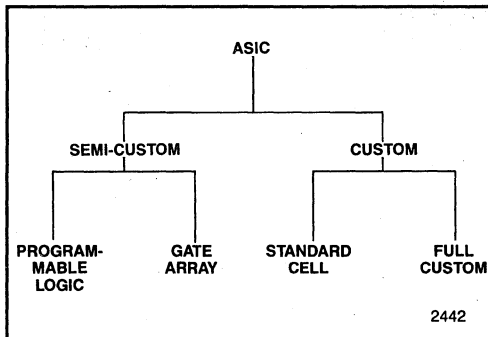 ASIC
SEMI-CUSTOM
CUSTOM
PROGRAM-
MABLE
LOGIC
GATE
ARRAY
STANDARD
CELL
FULL
CUSTOM
2442